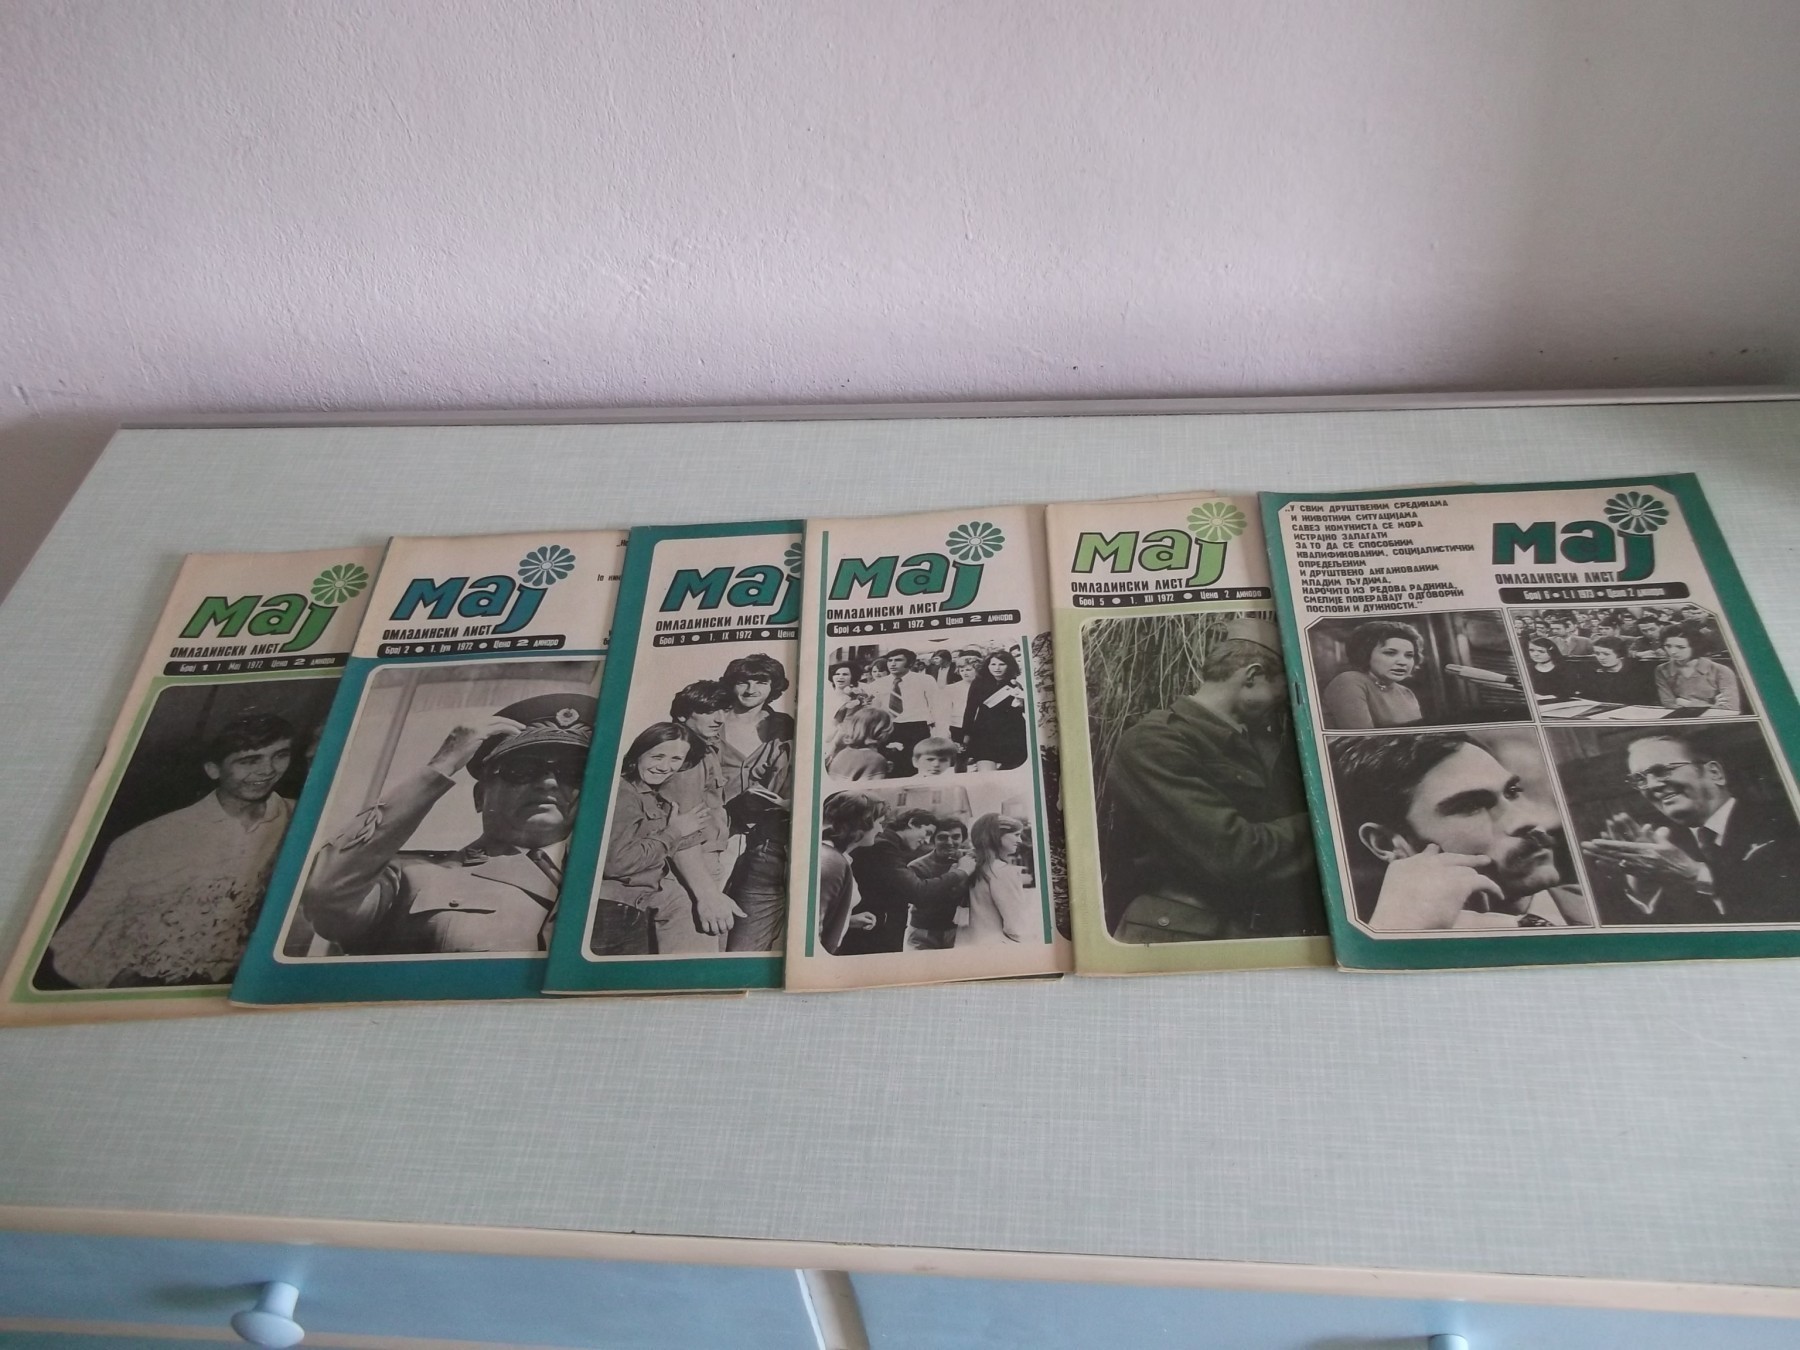 мај
ОМЛАДИНСКИ ЛИСТ
Број 1 1. Мај 1972 Цена 2 динара
мај
ОМЛАДИНСКИ ЛИСТ
Број 2 • 1. Јун 1972 • Цена 2 динара
мај
ОМЛАДИНСКИ ЛИСТ
Број 3 • 1. IX 1972 • Цена
мај
ОМЛАДИНСКИ ЛИСТ
Број 4 • 1. XI 1972 • Цена 2 динара
мај
ОМЛАДИНСКИ ЛИСТ
Број 5 • 1. XII 1972 • Цена 2 динара
„У СВИМ ДРУШТВЕНИМ СРЕДИНАМА
И ЖИВОТНИМ СИТУАЦИЈАМА
САВЕЗ КОМУНИСТА СЕ МОРА
ИСТРАЈНО ЗАЛАГАТИ
ЗА ТО ДА СЕ СПОСОБНИМ
КВАЛИФИКОВАНИМ, СОЦИЈАЛИСТИЧКИ
ОПРЕДЕЉЕНИМ
И ДРУШТВЕНО АНГАЖОВАНИМ
МЛАДИМ ЉУДИМА,
НАРОЧИТО ИЗ РЕДОВА РАДНИКА,
СМЕЛИЈЕ ПОВЕРАВАЈУ ОДГОВОРНИ
ПОСЛОВИ И ДУЖНОСТИ."
мај
ОМЛАДИНСКИ ЛИСТ
Број 6 • 1. I 1973 • Цена 2 динара